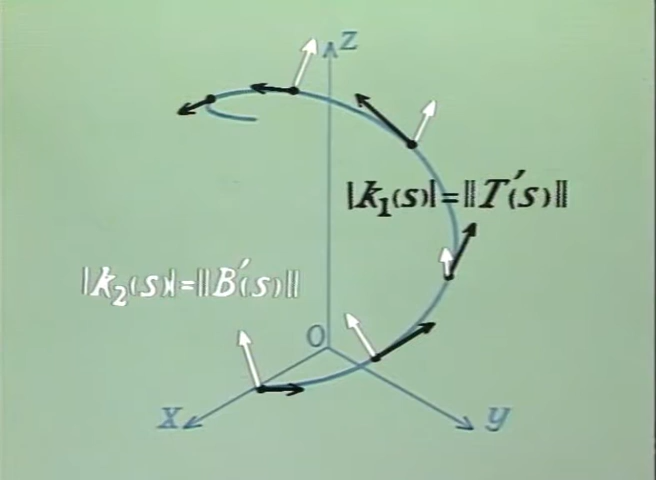 Z
|k₁(s)|=‖T′(s)‖
|k₂(s)|=‖B′(s)‖
O
X
y